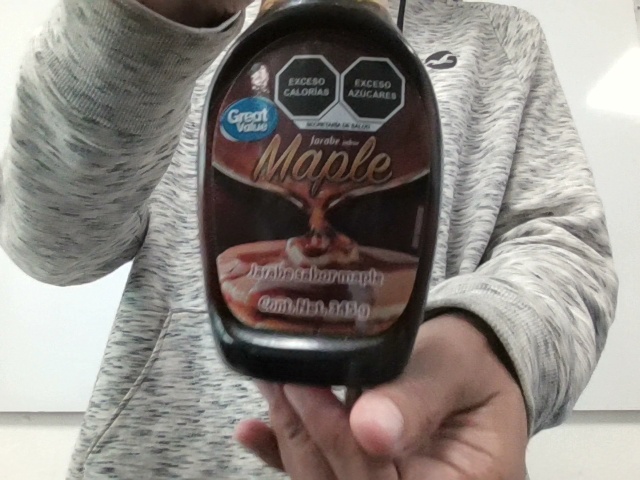 EXCESO
CALORÍAS
EXCESO
AZÚCARES
SECRETARÍA DE SALUD
Great
Value
Jarabe sabor
Maple
Jarabe sabor maple
Cont. Net. 345 g